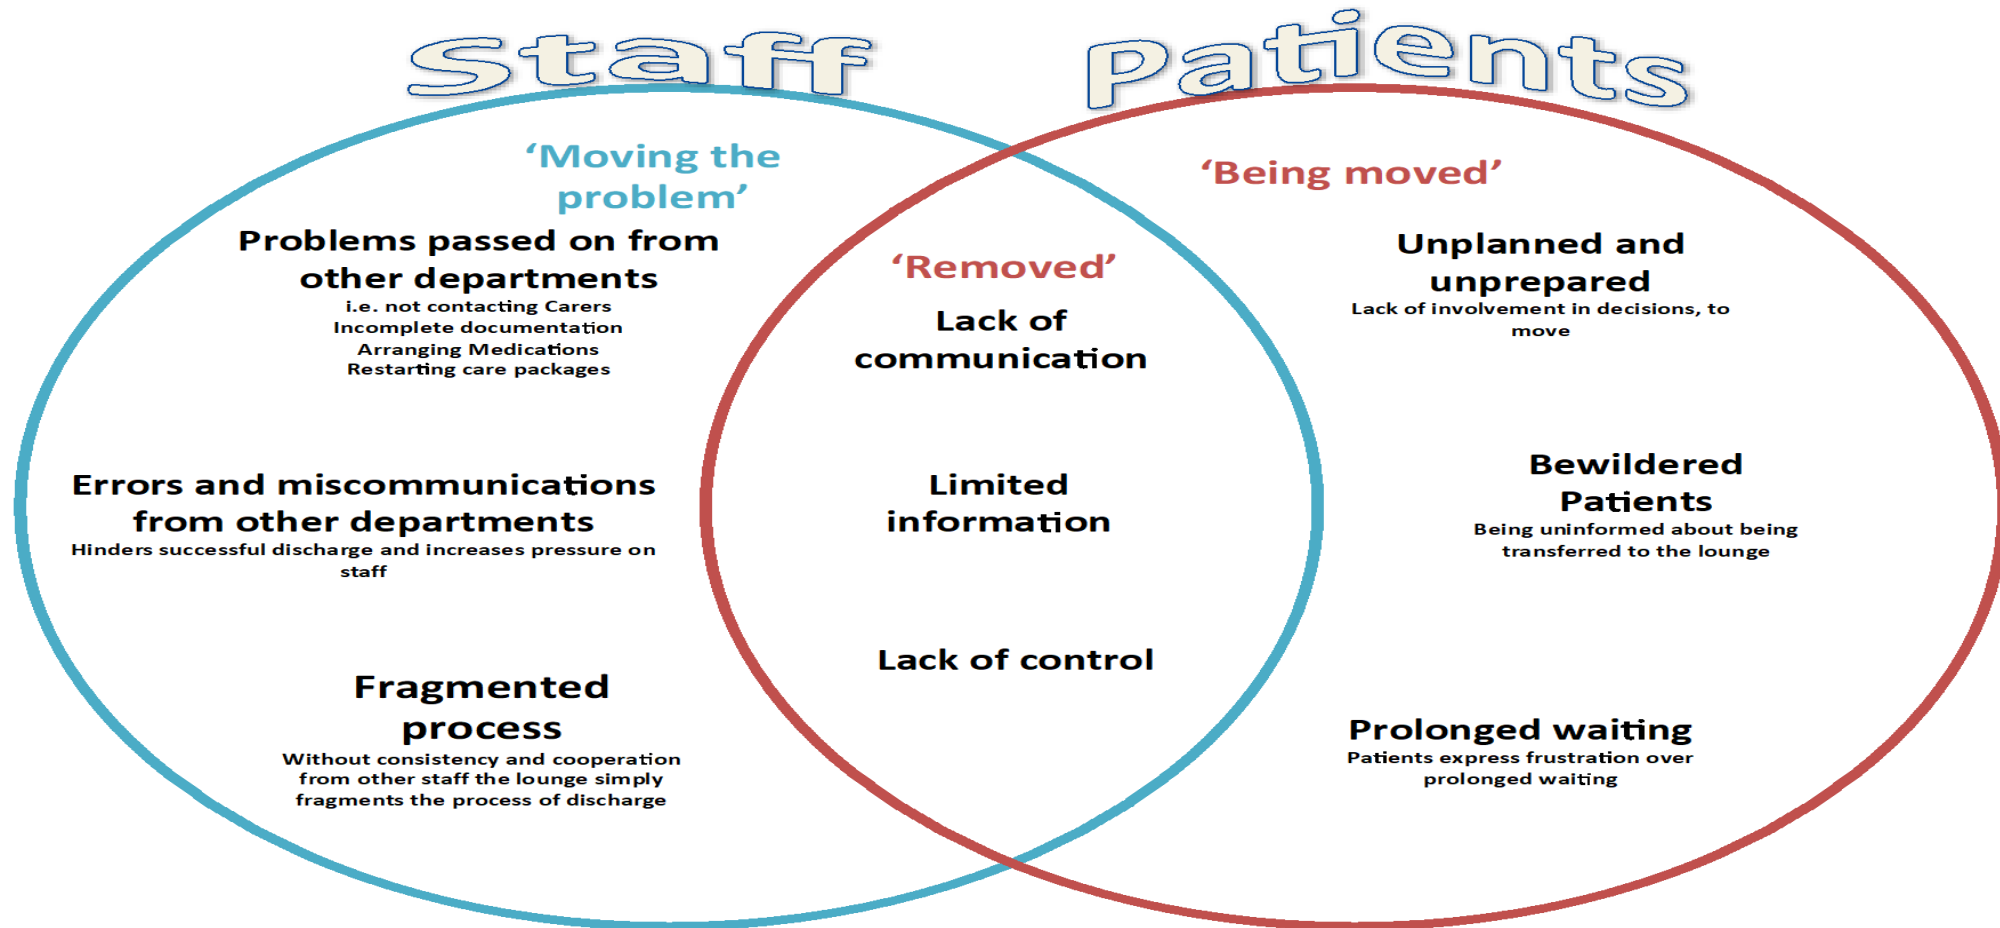 Staff
Patients
‘Moving the
problem’
Problems passed on from
other departments
i.e. not contacting Carers
Incomplete documentation
Arranging Medications
Restarting care packages
Errors and miscommunications
from other departments
Hinders successful discharge and increases pressure on
staff
Fragmented
process
Without consistency and cooperation
from other staff the lounge simply
fragments the process of discharge
‘Removed’
Lack of
communication
Limited
information
Lack of control
‘Being moved’
Unplanned and
unprepared
Lack of involvement in decisions, to
move
Bewildered
Patients
Being uninformed about being
transferred to the lounge
Prolonged waiting
Patients express frustration over
prolonged waiting